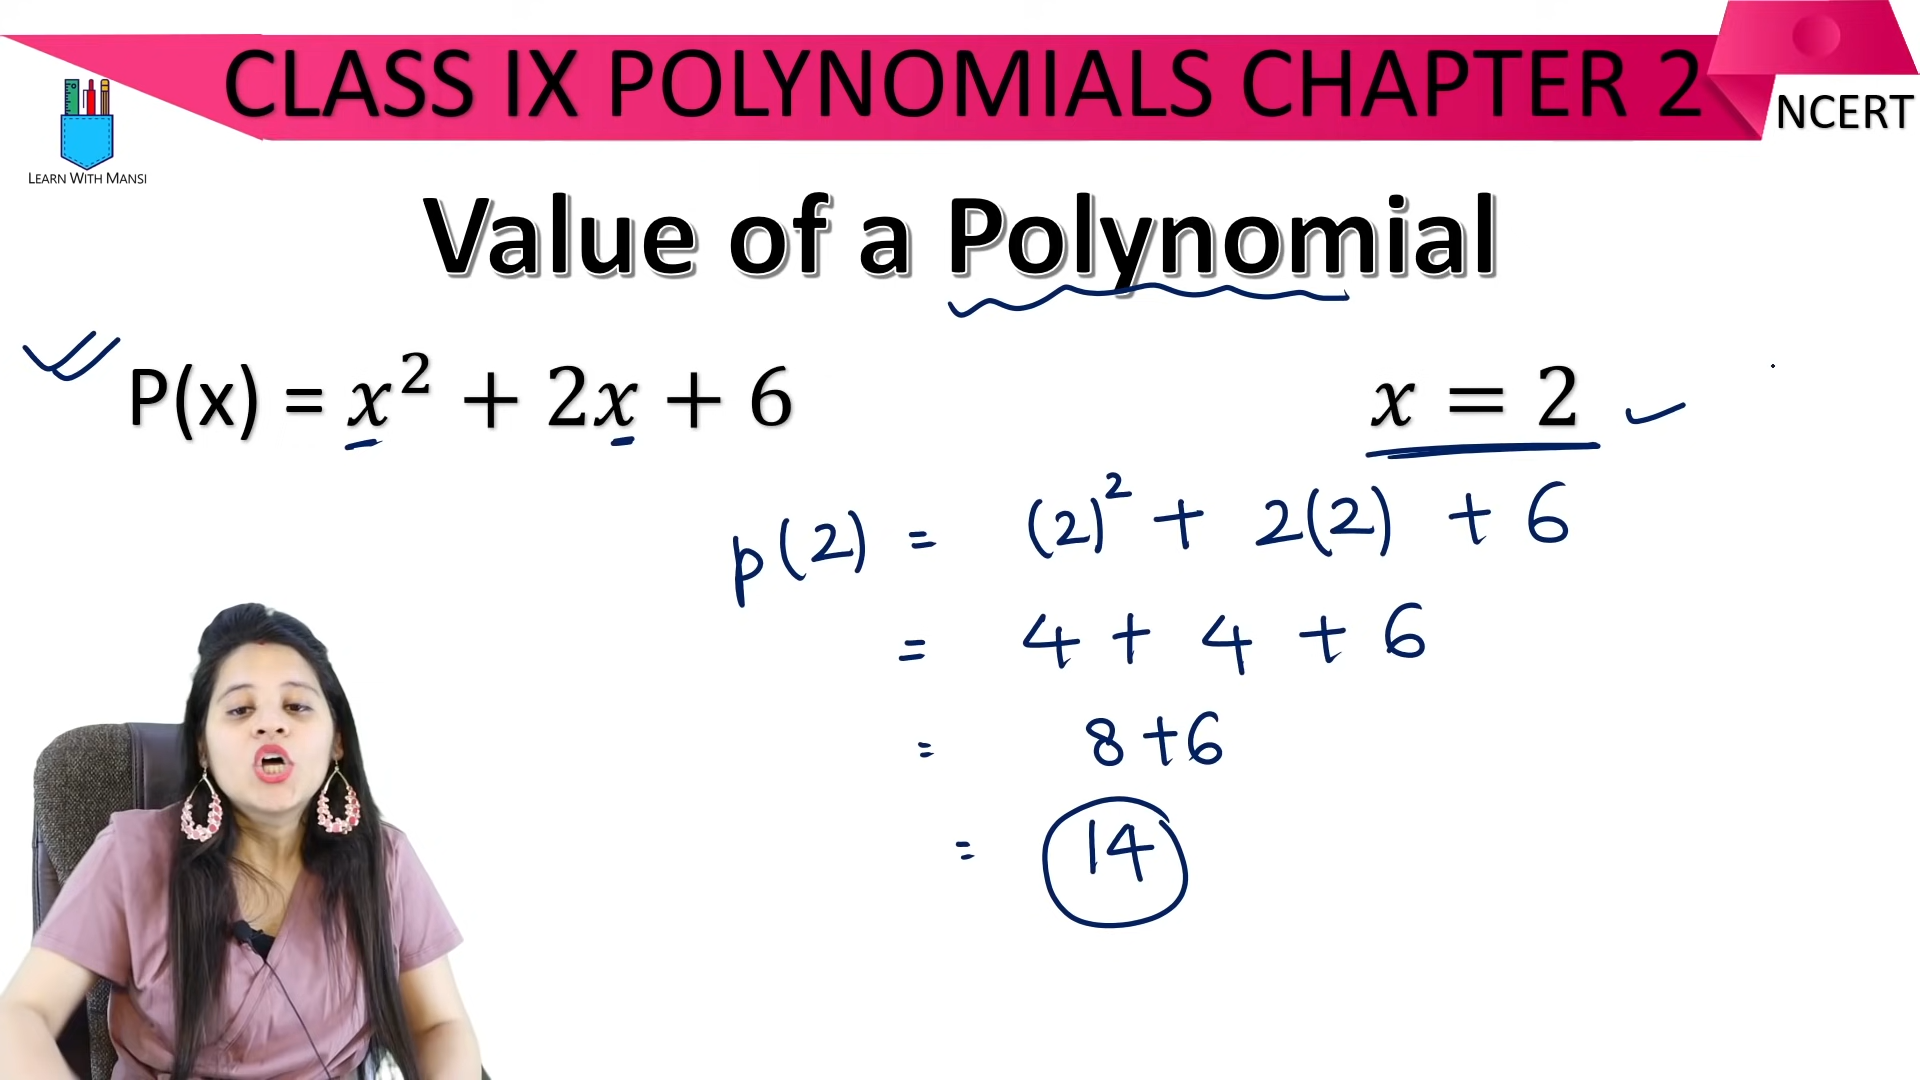 CLASS IX POLYNOMIALS CHAPTER 2
NCERT
LEARN WITH MANSI
Value of a Polynomial
P(x) = x² + 2x + 6
x = 2
p(2) = (2)² + 2(2) + 6
= 4 + 4 + 6
= 8+6
= 14